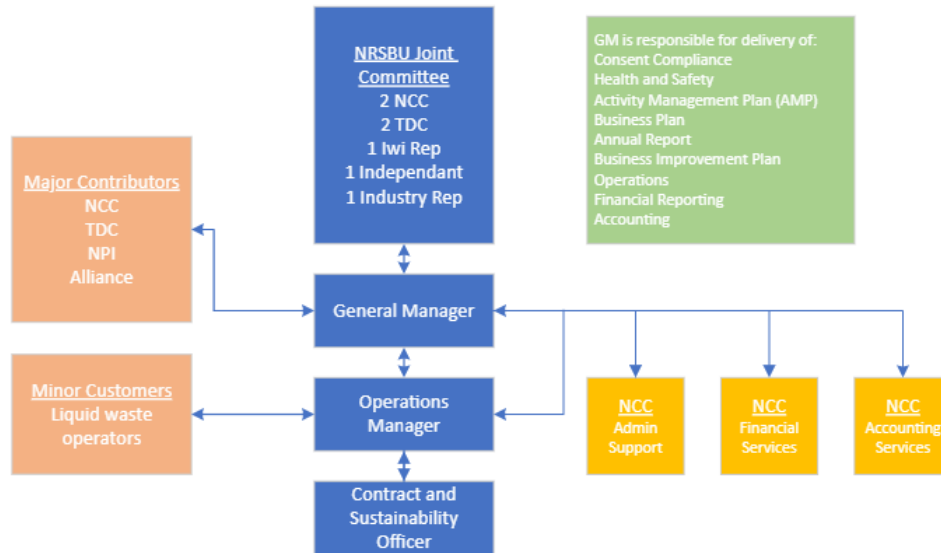 NRSBU Joint
Committee
2 NCC
2 TDC
1 Iwi Rep
1 Independant
1 Industry Rep
GM is responsible for delivery of:
Consent Compliance
Health and Safety
Activity Management Plan (AMP)
Business Plan
Annual Report
Business Improvement Plan
Operations
Financial Reporting
Accounting
Major Contributors
NCC
TDC
NPI
Alliance
General Manager
Minor Customers
Liquid waste
operators
Operations
Manager
NCC
Admin
Support
NCC
Financial
Services
NCC
Accounting
Services
Contract and
Sustainability
Officer